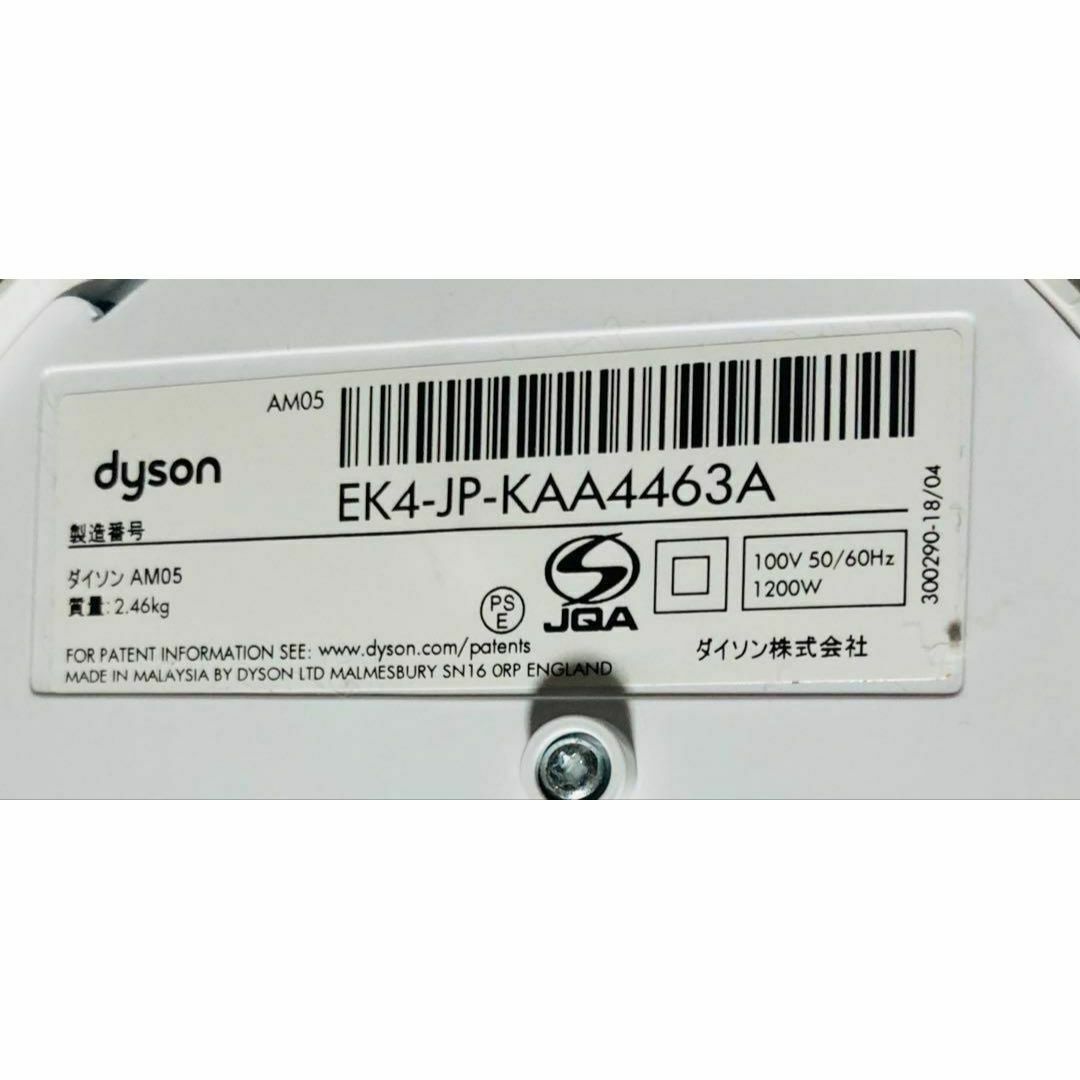 AM05
dyson
EK4-JP-KAA4463A
製造番号
ダイソン AM05
質量: 2.46kg
PS
E
JQA
100V 50/60Hz
1200W
300290-18/04
FOR PATENT INFORMATION SEE: www.dyson.com/patents
MADE IN MALAYSIA BY DYSON LTD MALMESBURY SN16 0RP ENGLAND
ダイソン株式会社